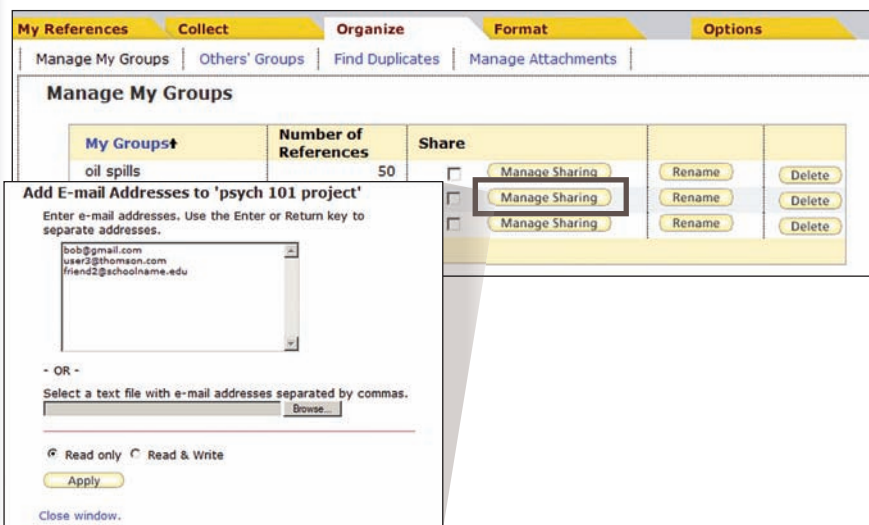 My References Collect Organize Format Options
Manage My Groups Others' Groups Find Duplicates Manage Attachments
Manage My Groups
My Groups Number of References Share
oil spills 50 Manage Sharing Rename Delete
Manage Sharing Rename Delete
Manage Sharing Rename Delete
Add E-mail Addresses to 'psych 101 project'
Enter e-mail addresses. Use the Enter or Return key to
separate addresses.
bob@gmail.com
user3@thomson.com
friend2@schoolname.edu
- OR -
Select a text file with e-mail addresses separated by commas.
Browse...
Read only Read & Write
Apply
Close window.